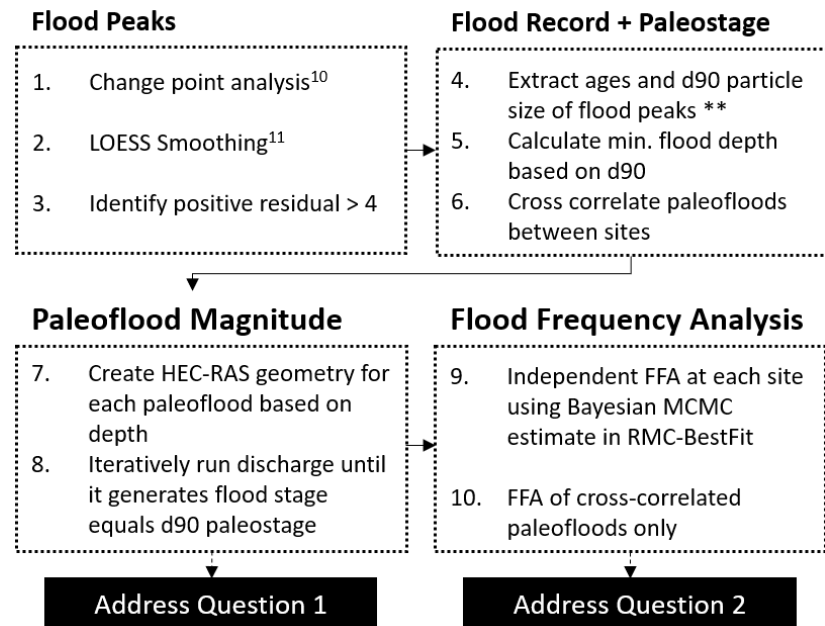 Flood Peaks
1. Change point analysis10
2. LOESS Smoothing11
3. Identify positive residual > 4
Flood Record + Paleostage
4. Extract ages and d90 particle
size of flood peaks **
5. Calculate min. flood depth
based on d90
6. Cross correlate paleofloods
between sites
Paleoflood Magnitude
7. Create HEC-RAS geometry for
each paleoflood based on
depth
8. Iteratively run discharge until
it generates flood stage
equals d90 paleostage
Address Question 1
Flood Frequency Analysis
9. Independent FFA at each site
using Bayesian MCMC
estimate in RMC-BestFit
10. FFA of cross-correlated
paleofloods only
Address Question 2